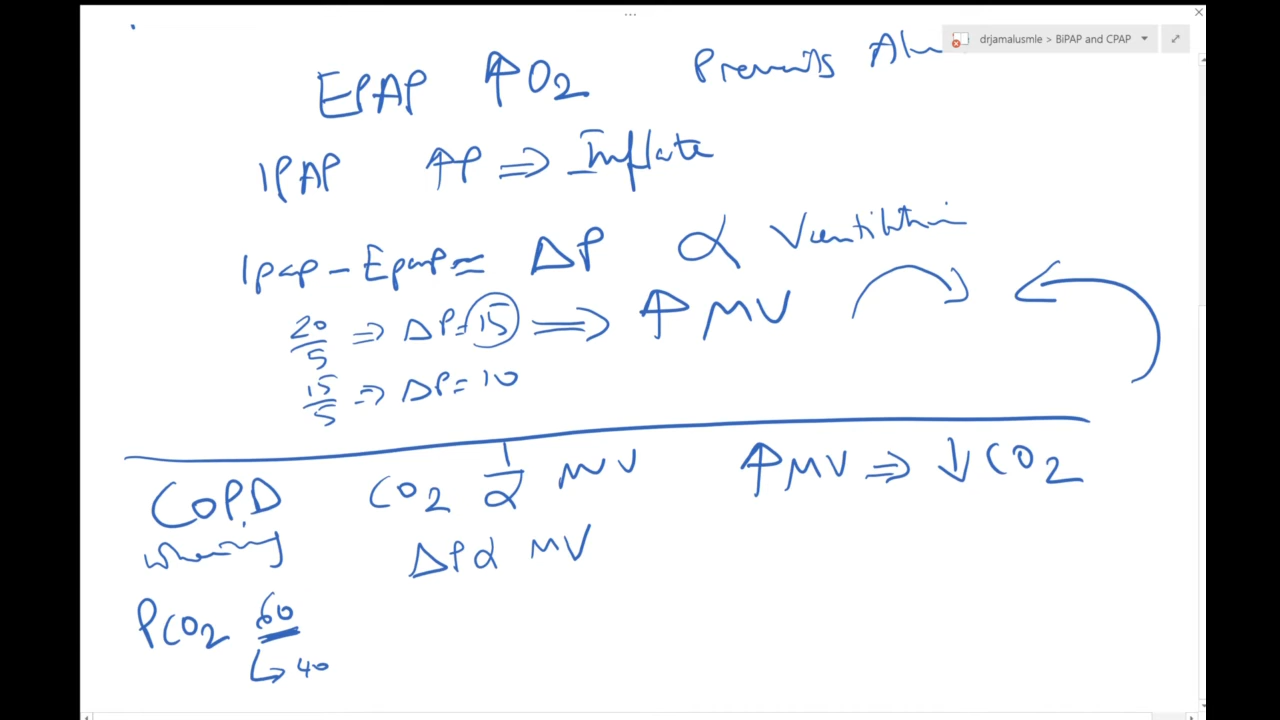 ...
drjamalusmle > BiPAP and CPAP
EPAP ↑O2 Prevents
IPAP ↑P ⇒ Inflate
Ipap - Epap = ΔP α Ventilation
20/5 ⇒ ΔP = 15 ⇒ ↑ MV
15/5 ⇒ ΔP = 10
COPD CO2 1/α MV ↑MV ⇒ ↓CO2
wheezing ΔP α MV
PCO2 60
↳ 40